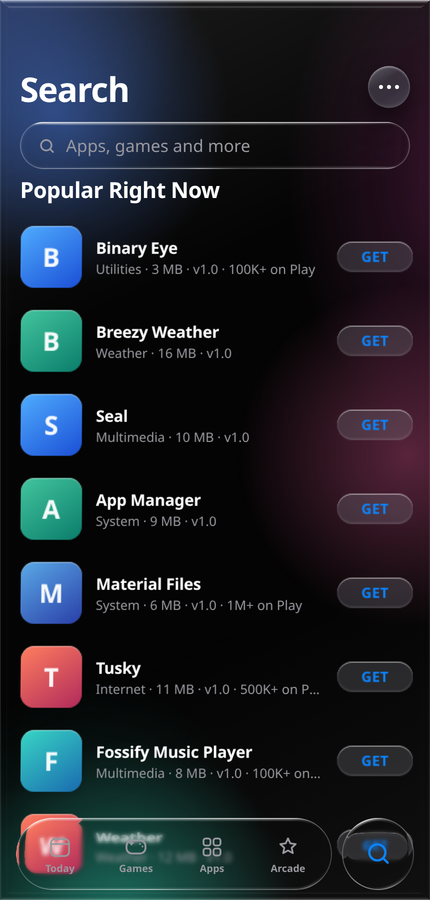 Search
Apps, games and more
Popular Right Now
B
Binary Eye
Utilities · 3 MB · v1.0 · 100K+ on Play
GET
B
Breezy Weather
Weather · 16 MB · v1.0
GET
S
Seal
Multimedia · 10 MB · v1.0
GET
A
App Manager
System · 9 MB · v1.0
GET
M
Material Files
System · 6 MB · v1.0 · 1M+ on Play
GET
T
Tusky
Internet · 11 MB · v1.0 · 500K+ on P...
GET
F
Fossify Music Player
Multimedia · 8 MB · v1.0 · 100K+ on...
GET
Weather
Today
Games
Apps
Arcade